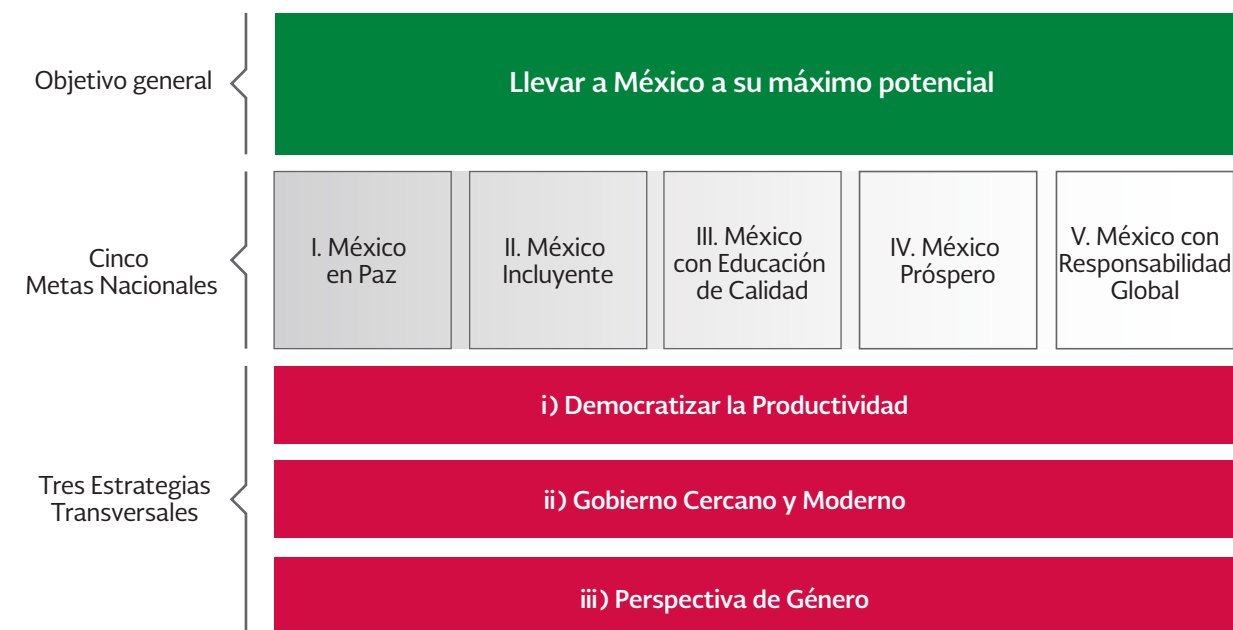 Objetivo general
Llevar a México a su máximo potencial
Cinco
Metas Nacionales
I. México
en Paz
II. México
Incluyente
III. México
con Educación
de Calidad
IV. México
Próspero
V. México con
Responsabilidad
Global
Tres Estrategias
Transversales
i) Democratizar la Productividad
ii) Gobierno Cercano y Moderno
iii) Perspectiva de Género